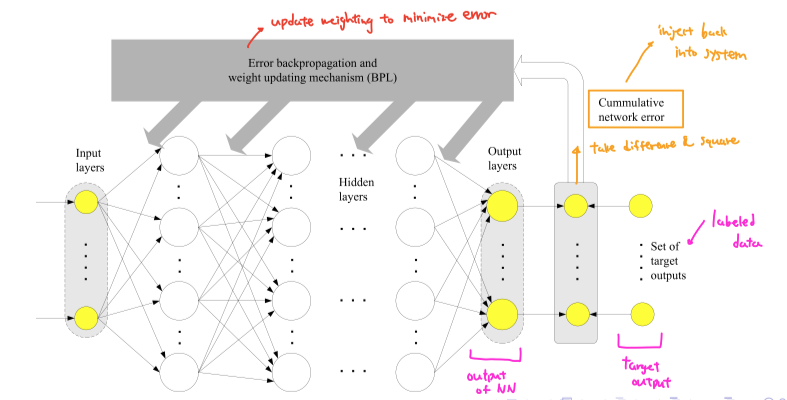 update weighting to minimize error
inject back
into system
Error backpropagation and
weight updating mechanism (BPL)
Cummulative
network error
take difference & square
Input
layers
Output
layers
Hidden
layers
labeled
data
Set of
target
outputs
output
of NN
target
output